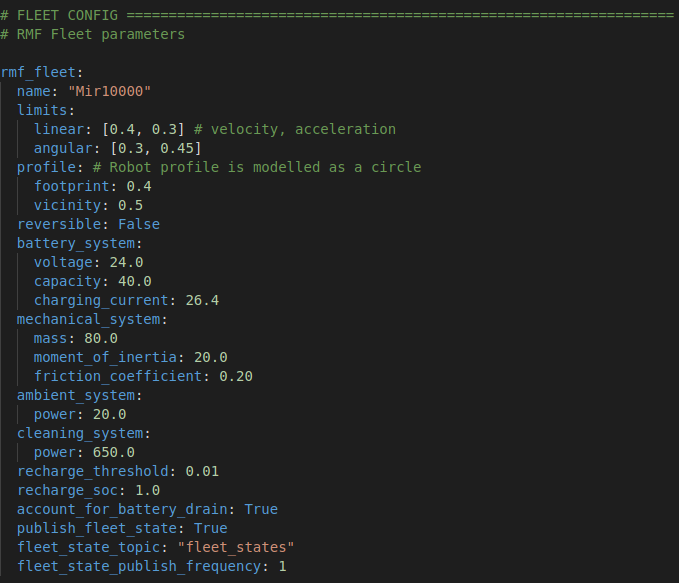 # FLEET CONFIG =================================================================
# RMF Fleet parameters

rmf_fleet:
  name: "Mir10000"
  limits:
    linear: [0.4, 0.3] # velocity, acceleration
    angular: [0.3, 0.45]
  profile: # Robot profile is modelled as a circle
    footprint: 0.4
    vicinity: 0.5
  reversible: False
  battery_system:
    voltage: 24.0
    capacity: 40.0
    charging_current: 26.4
  mechanical_system:
    mass: 80.0
    moment_of_inertia: 20.0
    friction_coefficient: 0.20
  ambient_system:
    power: 20.0
  cleaning_system:
    power: 650.0
  recharge_threshold: 0.01
  recharge_soc: 1.0
  account_for_battery_drain: True
  publish_fleet_state: True
  fleet_state_topic: "fleet_states"
  fleet_state_publish_frequency: 1